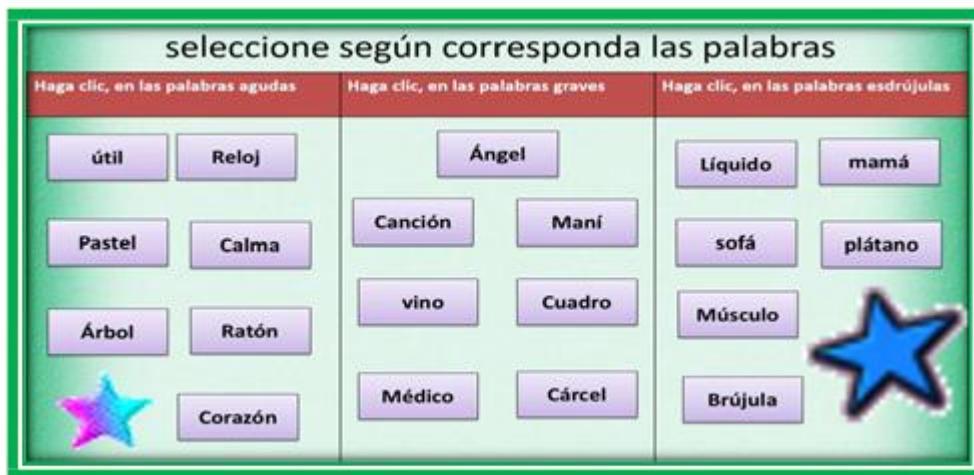 seleccione según corresponda las palabras
Haga clic, en las palabras agudas
útil Reloj
Pastel Calma
Árbol Ratón
Corazón
Haga clic, en las palabras graves
Ángel
Canción Maní
vino Cuadro
Médico Cárcel
Haga clic, en las palabras esdrújulas
Líquido mamá
sofá plátano
Músculo
Brújula